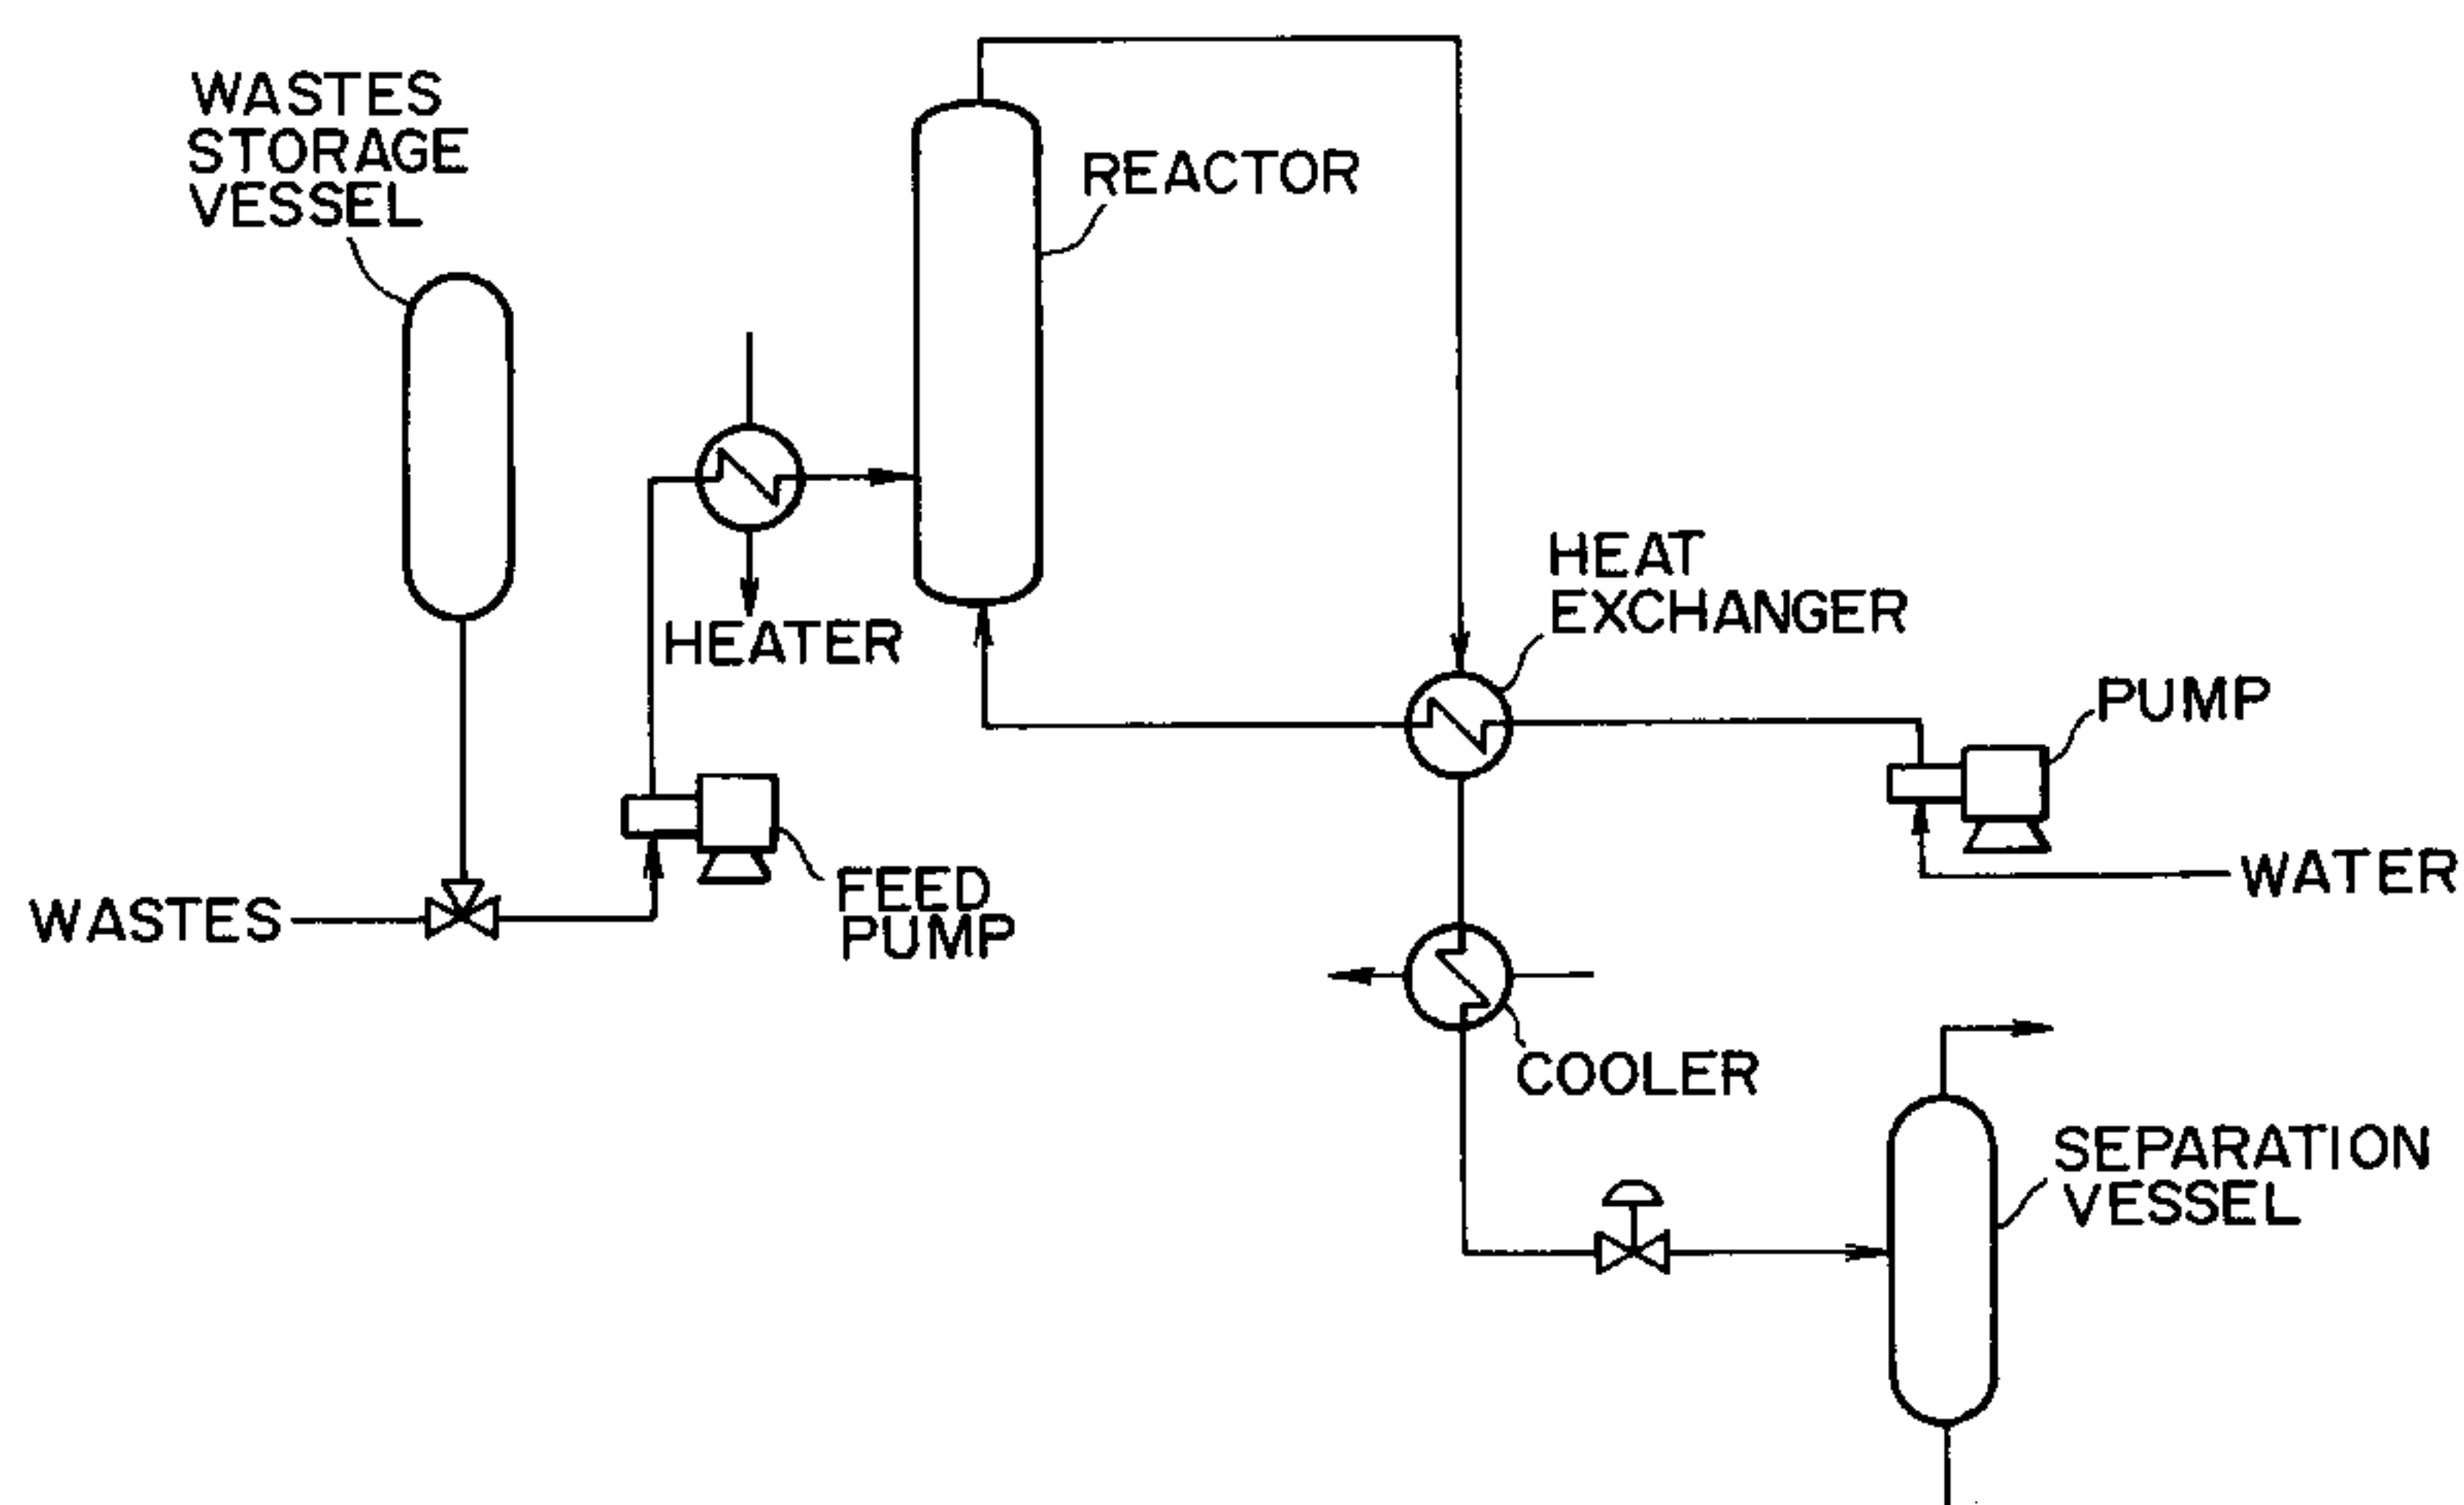 WASTES
STORAGE
VESSEL
REACTOR
HEATER
HEAT
EXCHANGER
PUMP
WATER
FEED
PUMP
WASTES
COOLER
SEPARATION
VESSEL